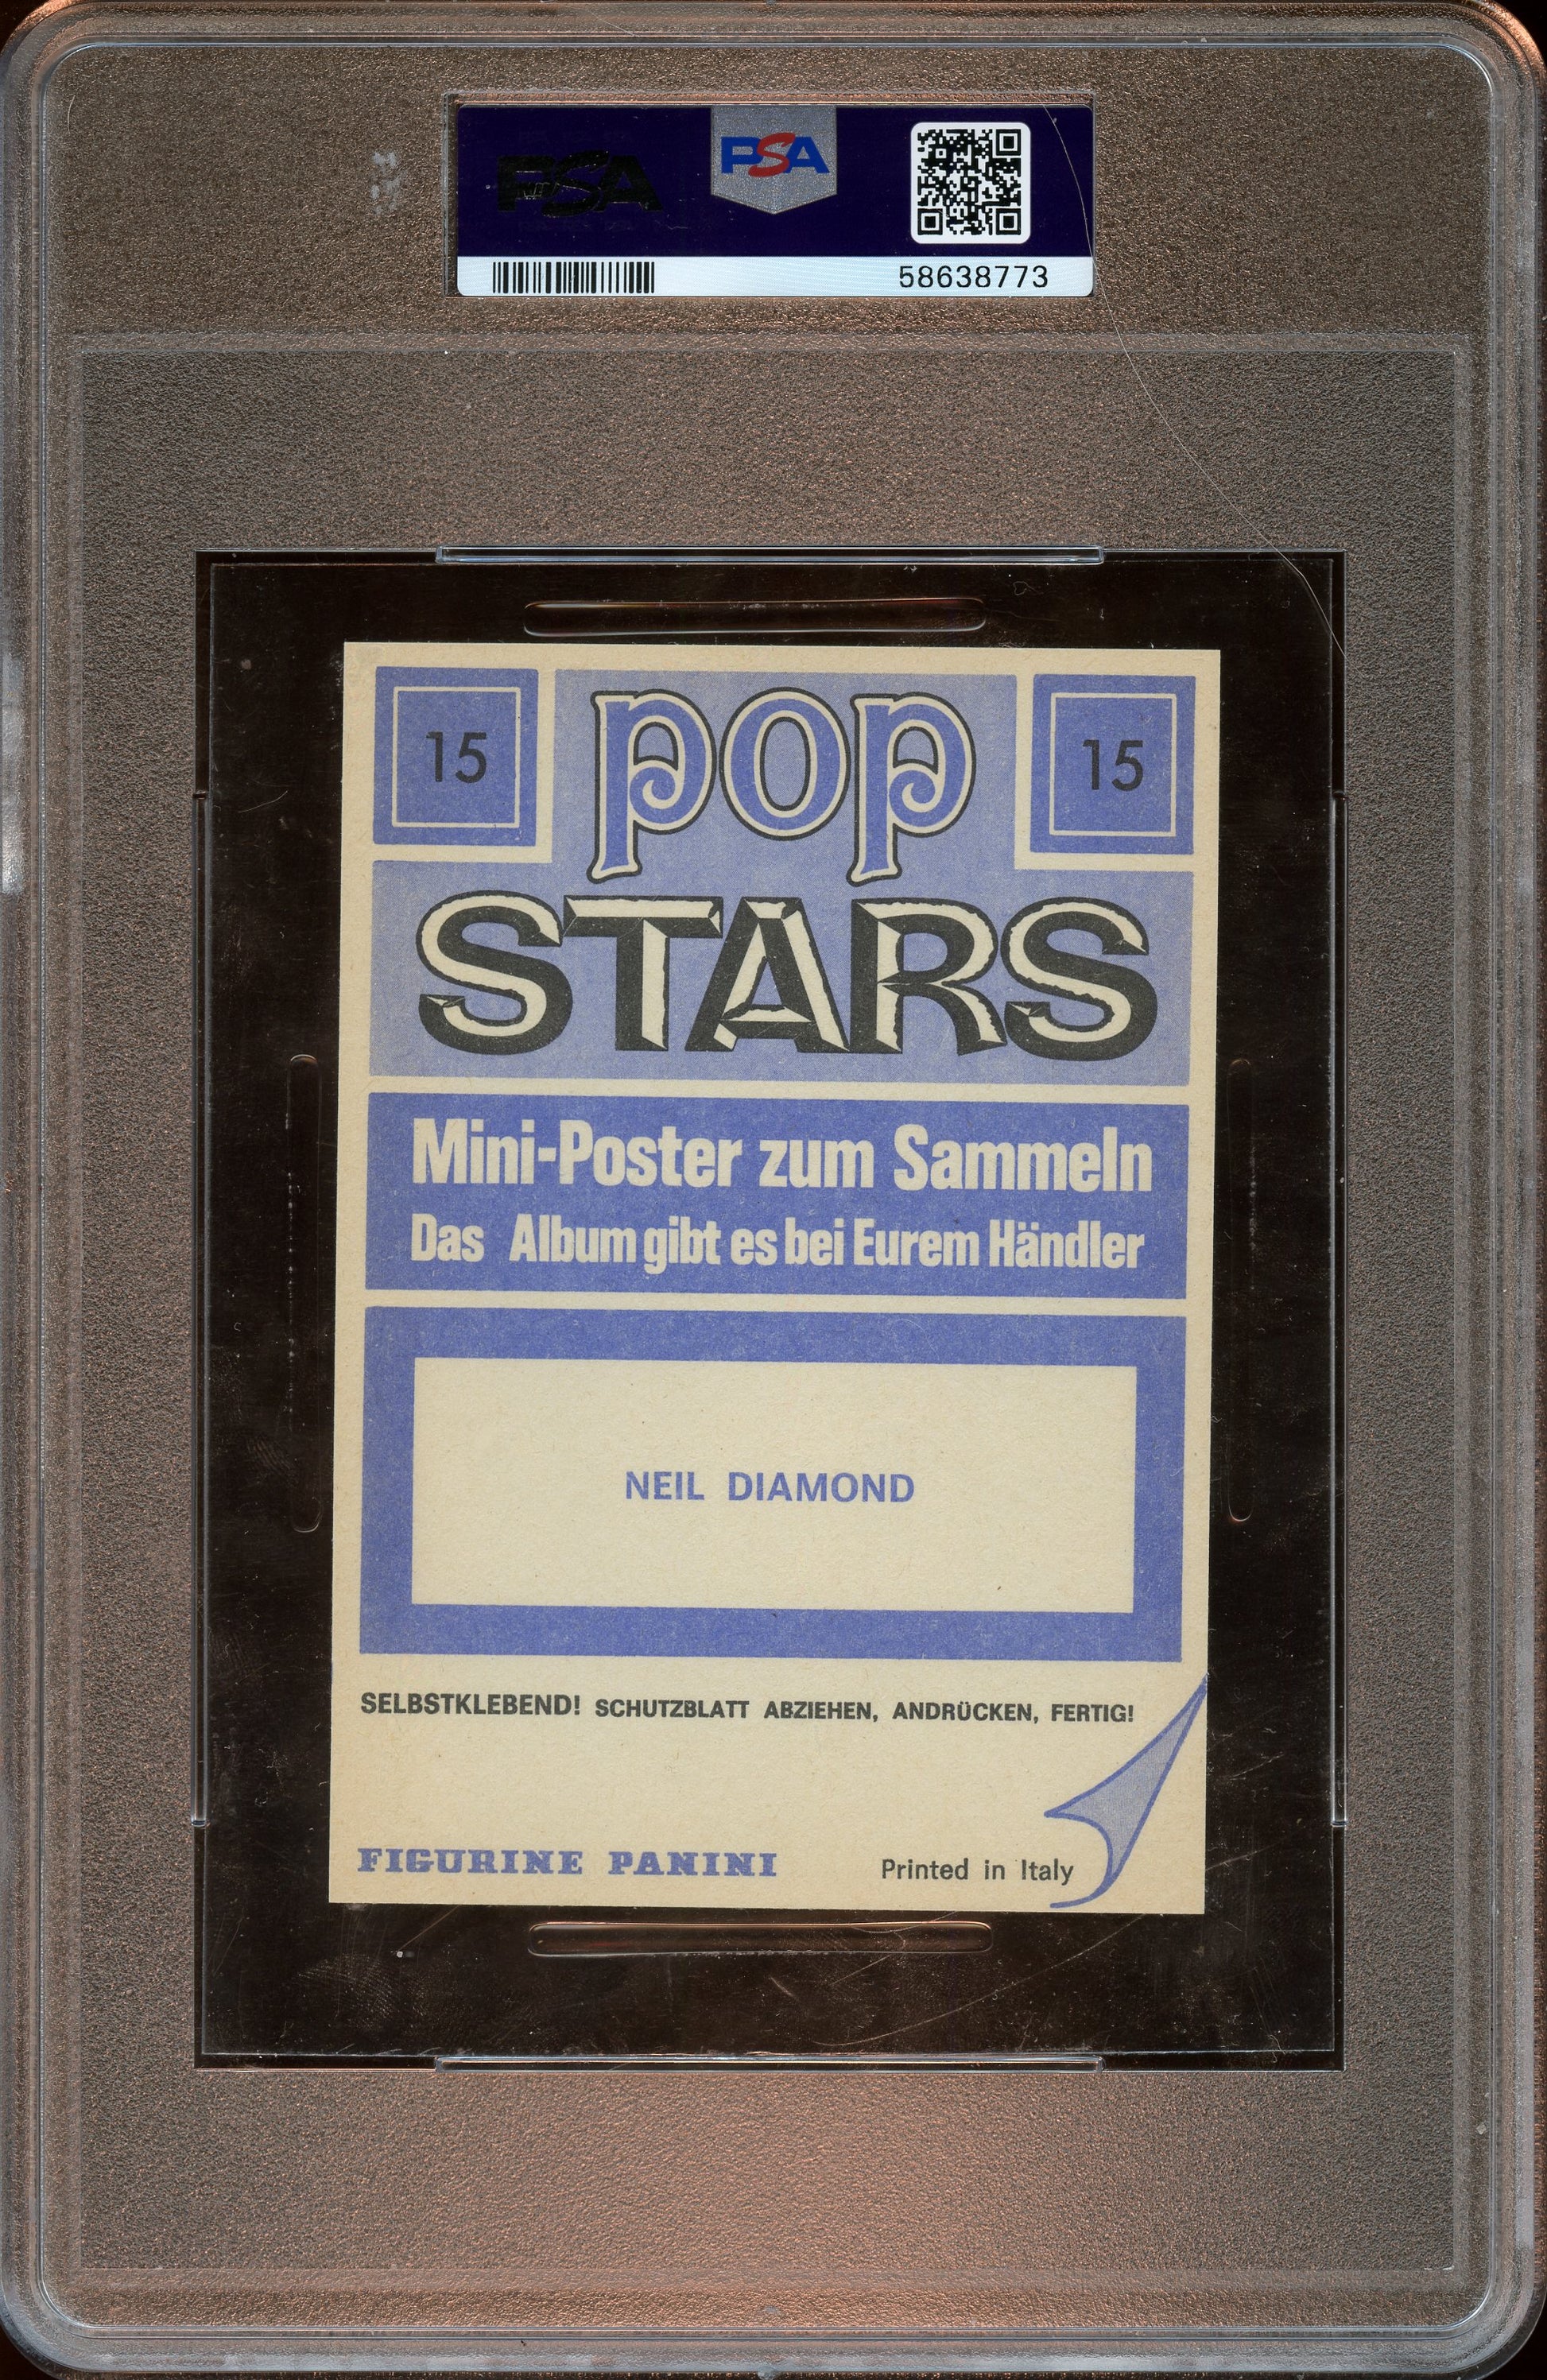 PSA
PSA
58638773
15
pop
15
STARS
Mini-Poster zum Sammeln
Das Album gibt es bei Eurem Händler
NEIL DIAMOND
SELBSTKLEBEND! SCHUTZBLATT ABZIEHEN, ANDRÜCKEN, FERTIG!
FIGURINE PANINI
Printed in Italy